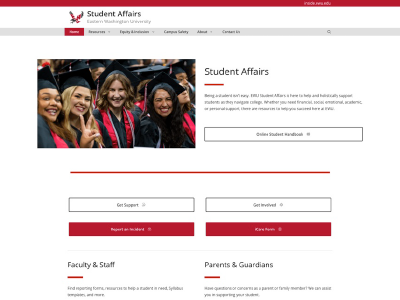 inside.ewu.edu
Student Affairs
Eastern Washington University
Home Resources Equity & Inclusion Campus Safety About Contact Us
Student Affairs
Being a student isn't easy. EWU Student Affairs is here to help and holistically support
students as they navigate college. Whether you need financial, social-emotional, academic,
or personal support, there are resources to help you succeed here at EWU.
Online Student Handbook
Get Support
Get Involved
Report an Incident
iCare Form
Faculty & Staff
Find reporting forms, resources to help a student in need, Syllabus
templates, and more.
Parents & Guardians
Have questions or concerns as a parent or family member? We can assist
you in supporting your student.